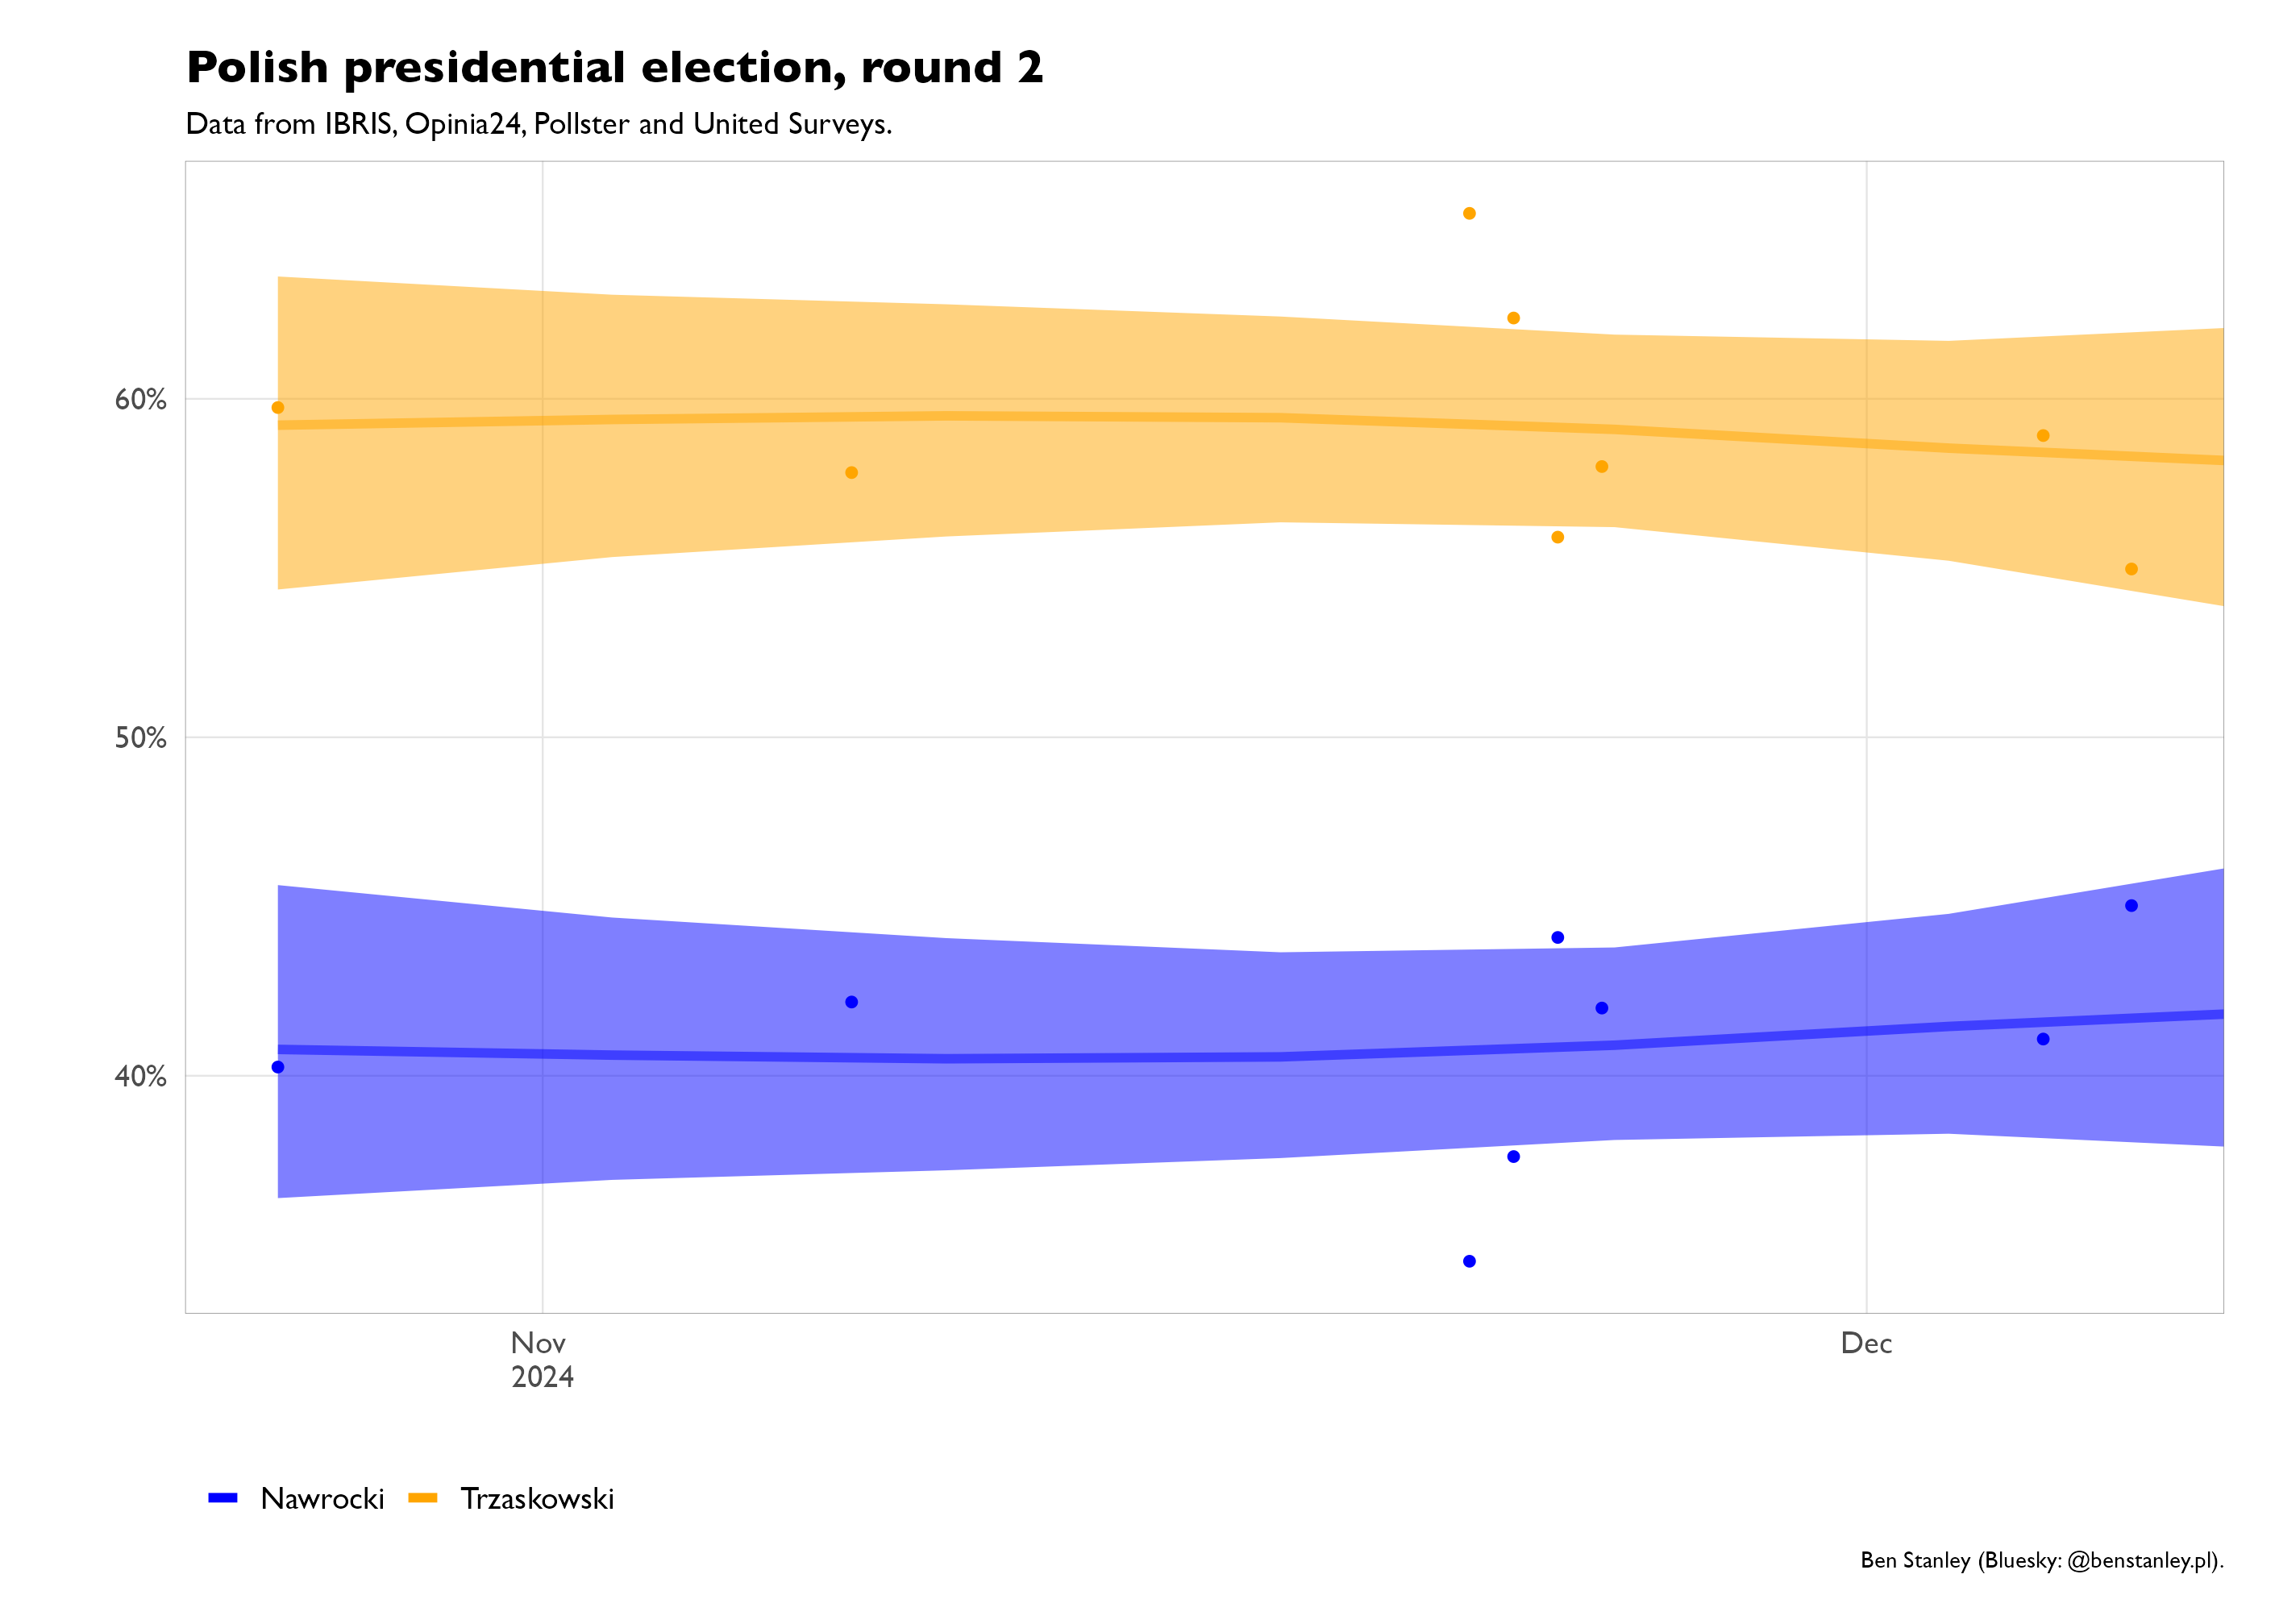 Polish presidential election, round 2
Data from IBRIS, Opinia24, Pollster and United Surveys.
60%
50%
40%
Nov
2024
Dec
Nawrocki
Trzaskowski
Ben Stanley (Bluesky: @benstanley.pl).